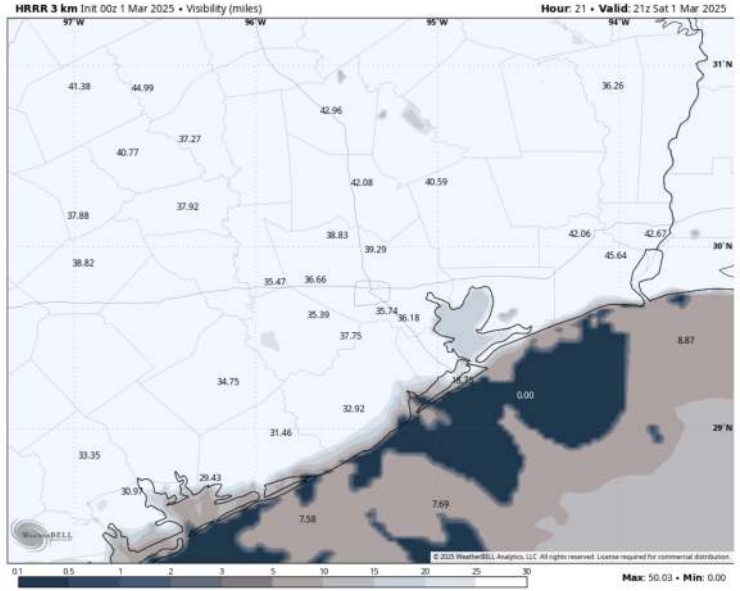 HRRR 3 km Init 00z 1 Mar 2025 • Visibility (miles)
Hour: 21 • Valid: 21z Sat 1 Mar 2025
97°W 96°W 95°W 94°W
31°N
41.38 44.99 36.26
42.96
37.27
40.77
42.08 40.59
37.92
37.88
38.83 42.06 42.67
30°N
39.29 45.64
38.82
35.47 36.66
35.39 35.74 36.18
37.75 8.87
34.75 0.00
32.92
31.46 29°N
33.35
29.43
30.97
7.58 7.69
WeatherBELL
© 2025 WeatherBELL Analytics, LLC. All rights reserved. License required for commercial distribution.
0.1 0.5 1 2 3 5 10 15 20 25 30
Max: 50.03 • Min: 0.00